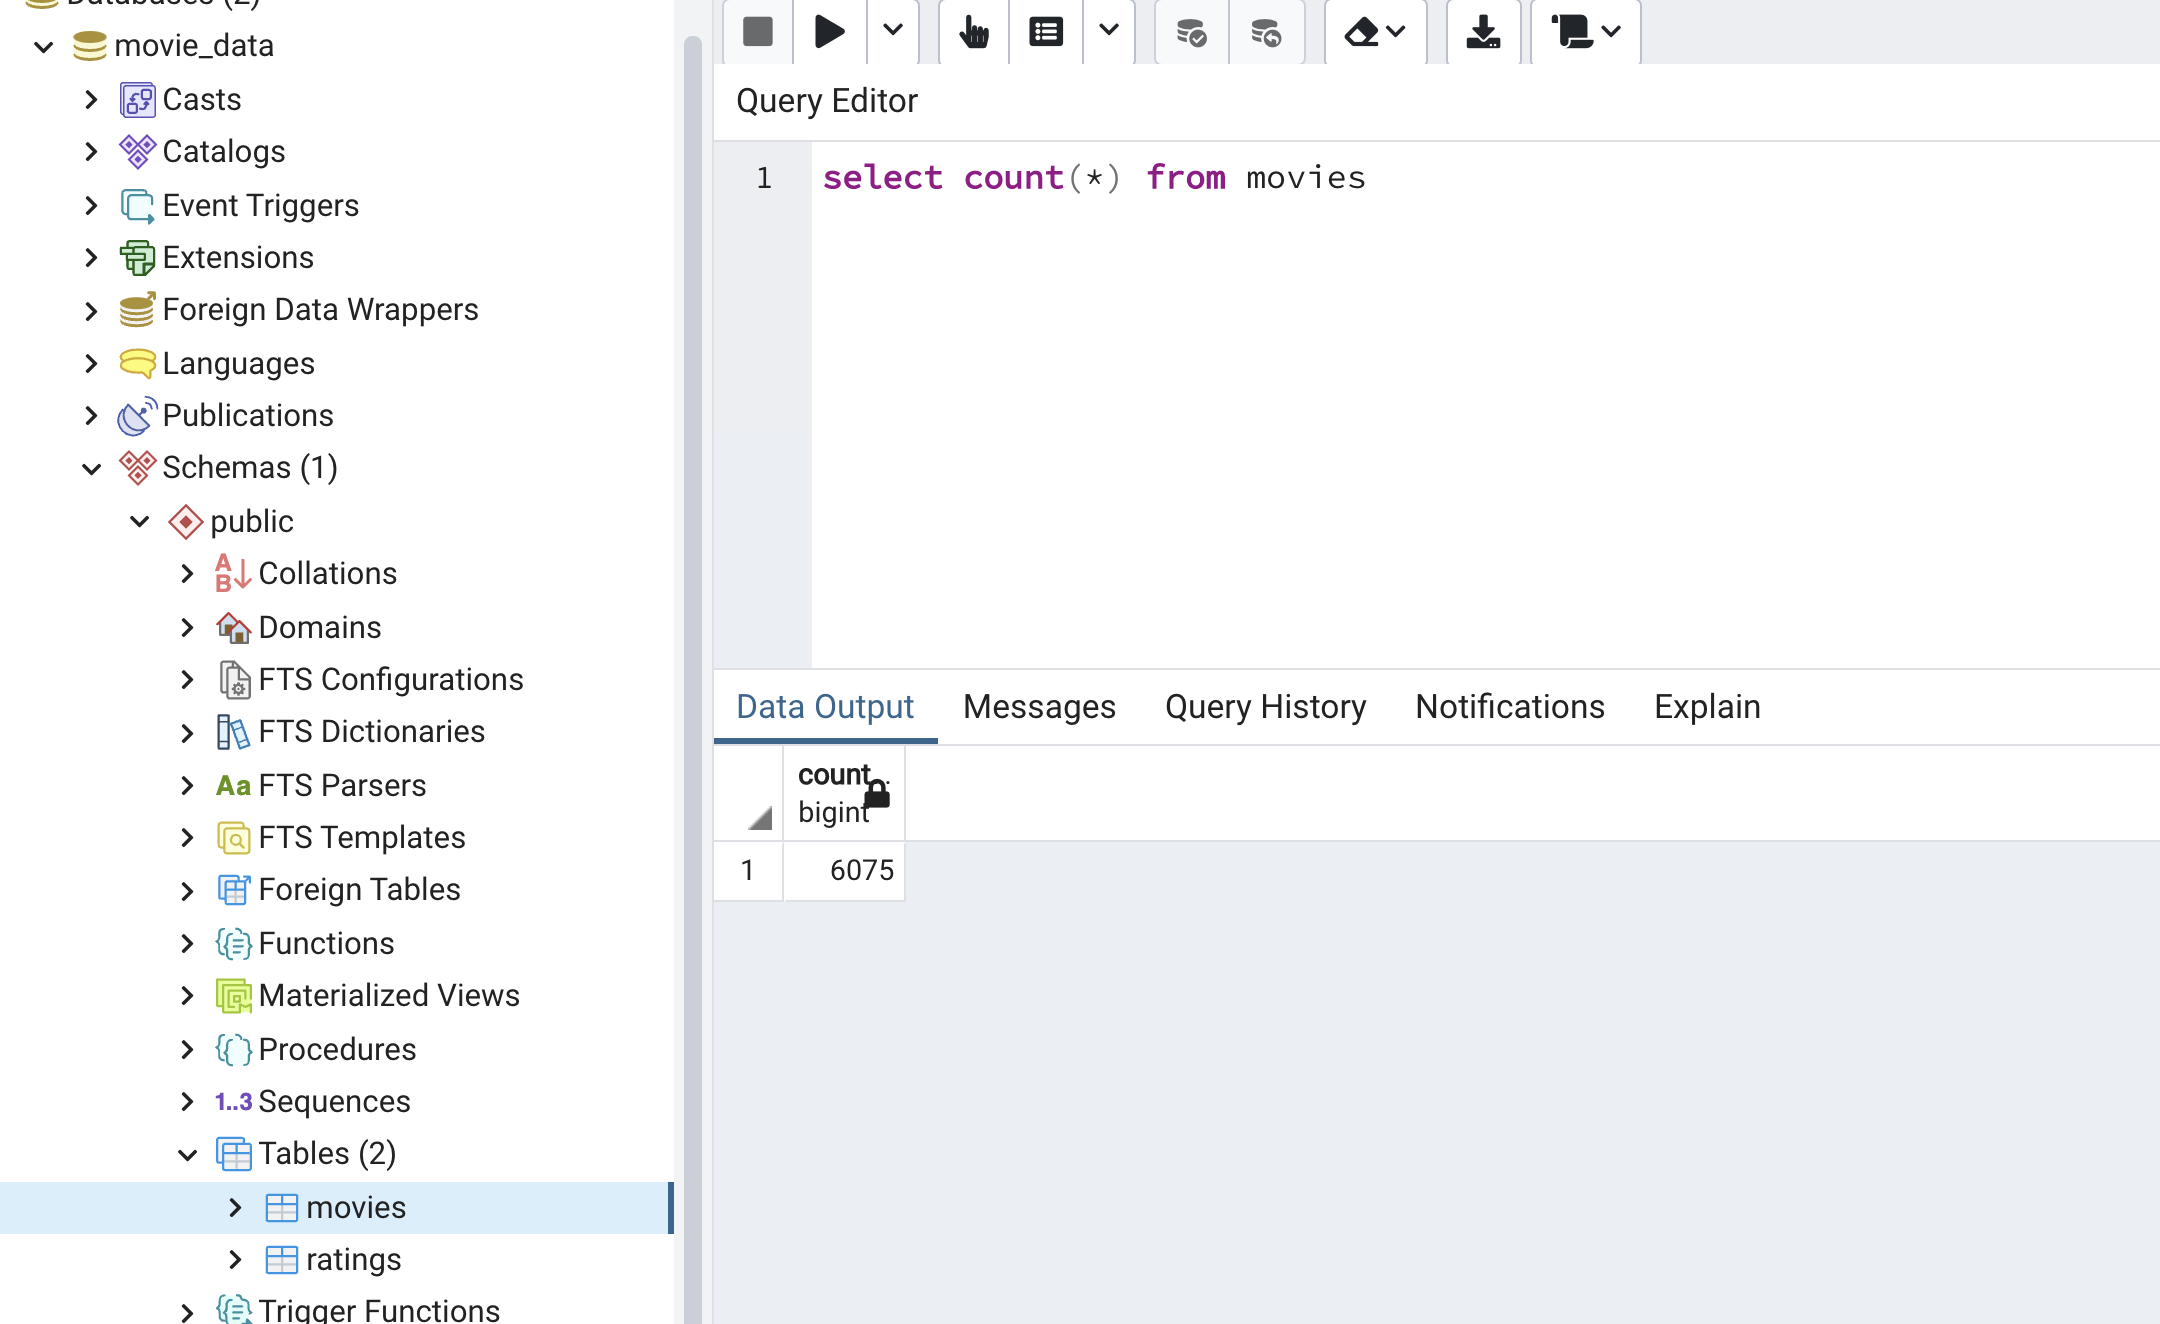 Databases (2)
movie_data
Casts
Catalogs
Event Triggers
Extensions
Foreign Data Wrappers
Languages
Publications
Schemas (1)
public
A
B
Collations
Domains
FTS Configurations
FTS Dictionaries
Aa FTS Parsers
FTS Templates
Foreign Tables
Functions
Materialized Views
Procedures
1..3 Sequences
Tables (2)
movies
ratings
Trigger Functions
Query Editor
1 select count(*) from movies
Data Output Messages Query History Notifications Explain
count
bigint
1 6075